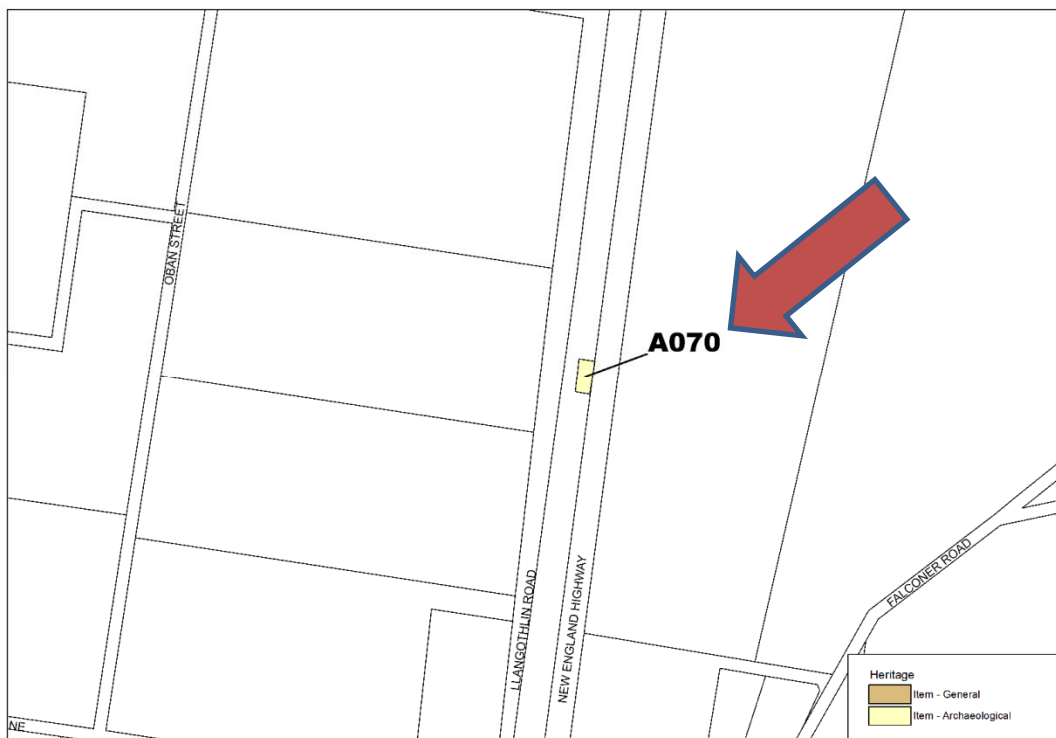 OBAN STREET
A070
LLANGOTHLIN ROAD
NEW ENGLAND HIGHWAY
FALCONER ROAD
NE
Heritage
Item - General
Item - Archaeological